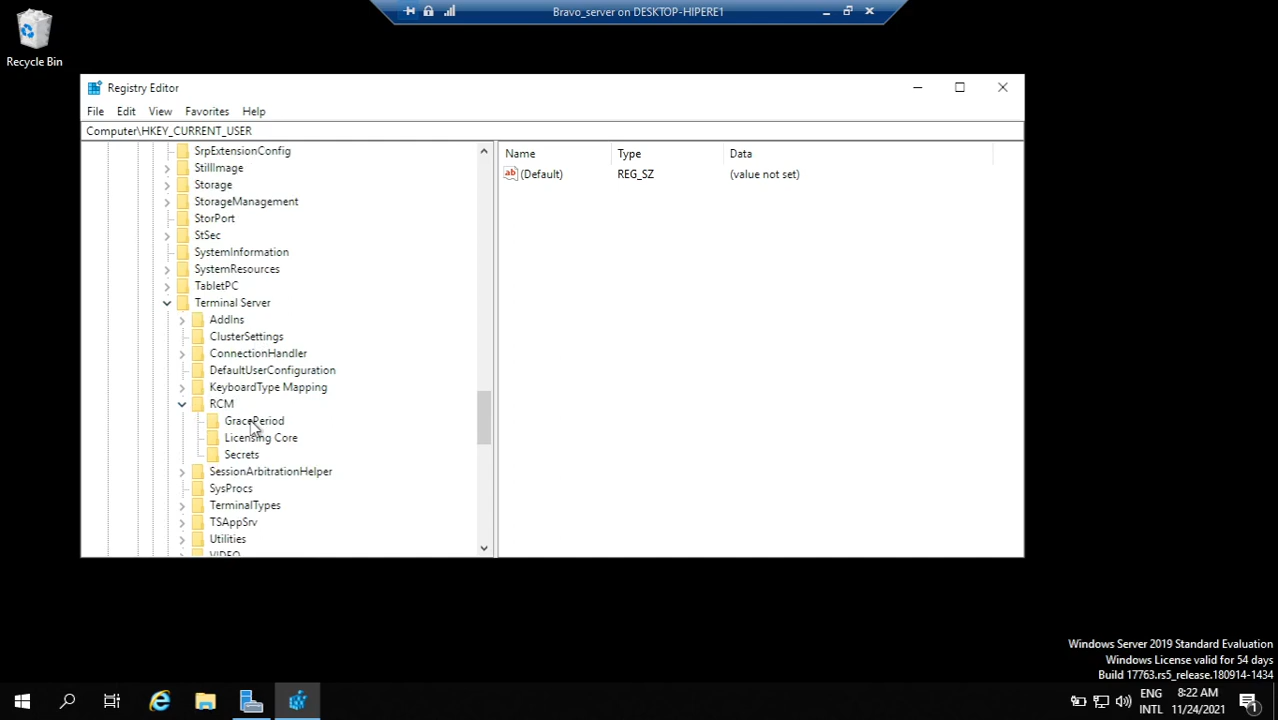 Bravo_server on DESKTOP-HIPERE1
Recycle Bin
Registry Editor
File Edit View Favorites Help
Computer\HKEY_CURRENT_USER
SrpExtensionConfig
StillImage
Storage
StorageManagement
StorPort
StSec
SystemInformation
SystemResources
TabletPC
Terminal Server
AddIns
ClusterSettings
ConnectionHandler
DefaultUserConfiguration
KeyboardType Mapping
RCM
GracePeriod
Licensing Core
Secrets
SessionArbitrationHelper
SysProcs
TerminalTypes
TSAppSrv
Utilities
VIDEO
Name Type Data
ab (Default) REG_SZ (value not set)
Windows Server 2019 Standard Evaluation
Windows License valid for 54 days
Build 17763.rs5_release.180914-1434
ENG 8:22 AM
INTL 11/24/2021
1